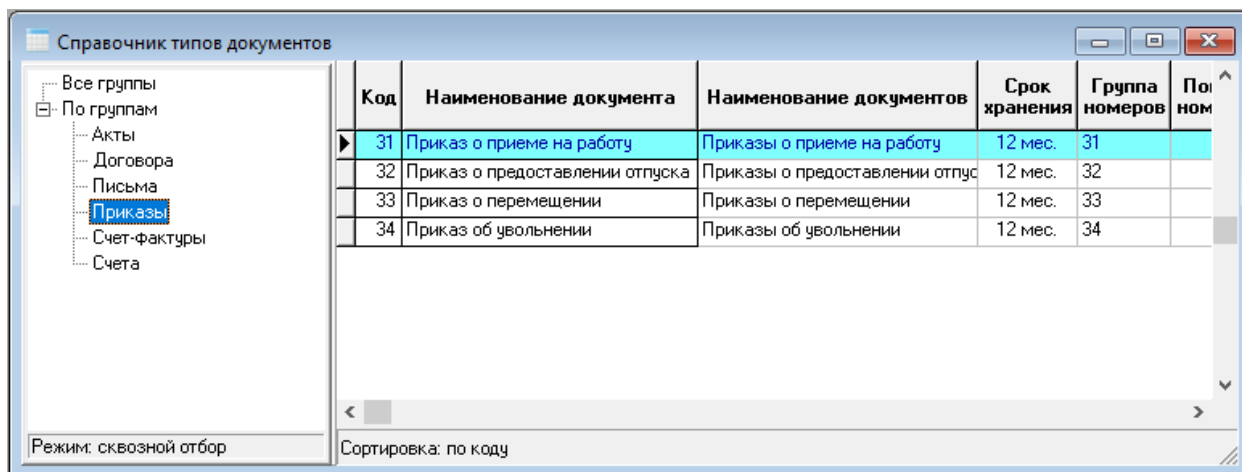 Справочник типов документов
Все группы
По группам
Акты
Договора
Письма
Приказы
Счет-фактуры
Счета
Режим: сквозной отбор
Код Наименование документа Наименование документов Срок хранения Группа номеров
31 Приказ о приеме на работу Приказы о приеме на работу 12 мес. 31
32 Приказ о предоставлении отпуска Приказы о предоставлении отпус 12 мес. 32
33 Приказ о перемещении Приказы о перемещении 12 мес. 33
34 Приказ об увольнении Приказы об увольнении 12 мес. 34
Сортировка: по коду